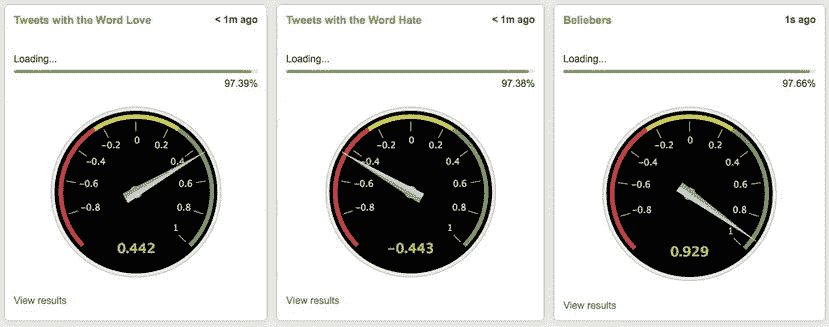 Tweets with the Word Love
< 1m ago
Loading...
97.39%
0
−0.2 0.2
−0.4 0.4
−0.6 0.6
−0.8 0.8
1
0.442
View results
Tweets with the Word Hate
< 1m ago
Loading...
97.38%
0
−0.2 0.2
−0.4 0.4
−0.6 0.6
−0.8 0.8
1
−0.443
View results
Beliebers
1s ago
Loading...
97.66%
0
−0.2 0.2
−0.4 0.4
−0.6 0.6
−0.8 0.8
1
0.929
View results